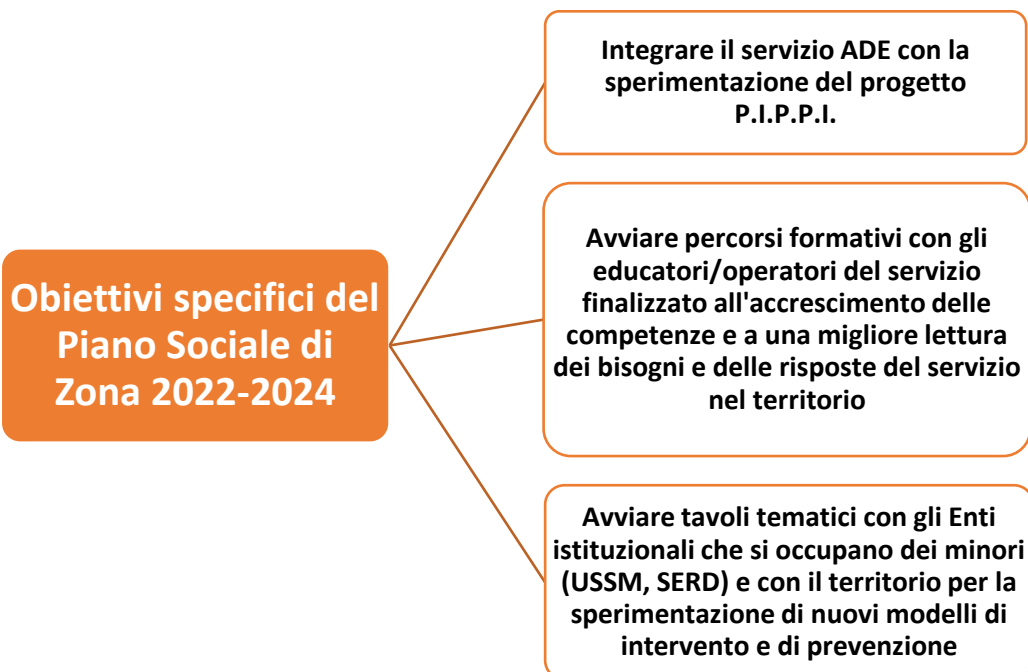 Obiettivi specifici del
Piano Sociale di
Zona 2022-2024
Integrare il servizio ADE con la
sperimentazione del progetto
P.I.P.P.I.
Avviare percorsi formativi con gli
educatori/operatori del servizio
finalizzato all'accrescimento delle
competenze e a una migliore lettura
dei bisogni e delle risposte del servizio
nel territorio
Avviare tavoli tematici con gli Enti
istituzionali che si occupano dei minori
(USSM, SERD) e con il territorio per la
sperimentazione di nuovi modelli di
intervento e di prevenzione